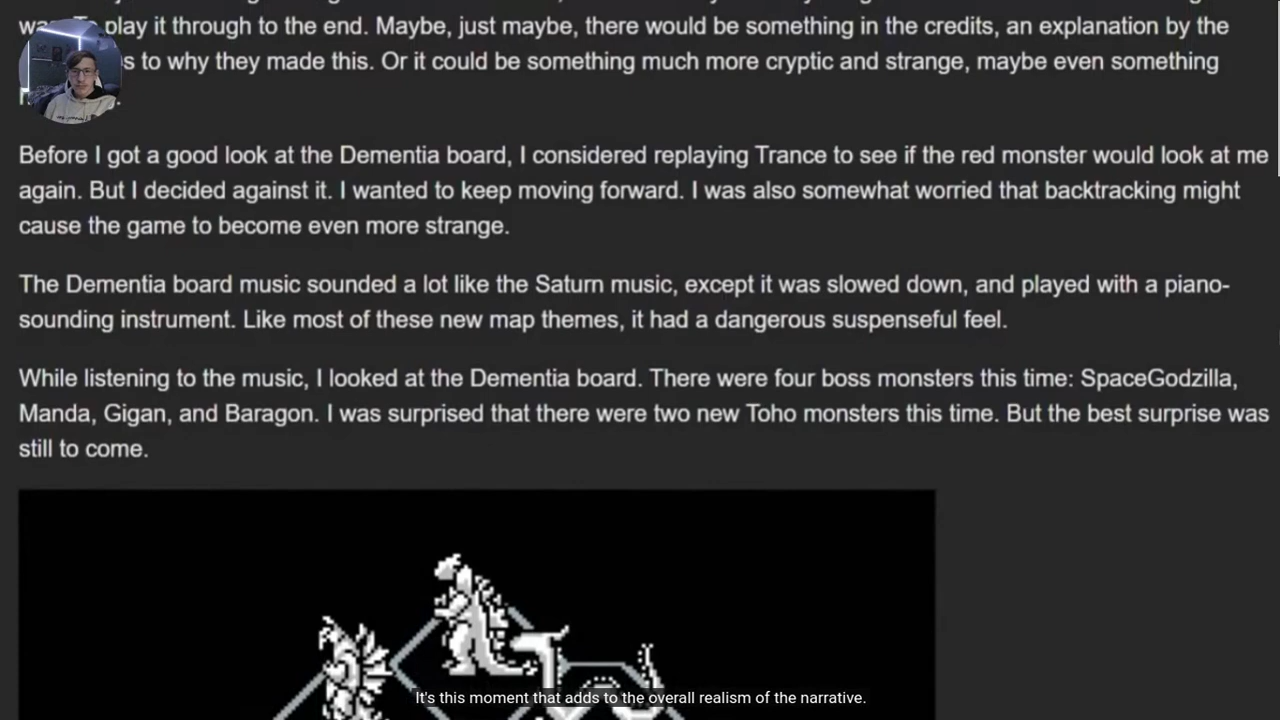 play it through to the end. Maybe, just maybe, there would be something in the credits, an explanation by the
s to why they made this. Or it could be something much more cryptic and strange, maybe even something
Before I got a good look at the Dementia board, I considered replaying Trance to see if the red monster would look at me
again. But I decided against it. I wanted to keep moving forward. I was also somewhat worried that backtracking might
cause the game to become even more strange.
The Dementia board music sounded a lot like the Saturn music, except it was slowed down, and played with a piano-
sounding instrument. Like most of these new map themes, it had a dangerous suspenseful feel.
While listening to the music, I looked at the Dementia board. There were four boss monsters this time: SpaceGodzilla,
Manda, Gigan, and Baragon. I was surprised that there were two new Toho monsters this time. But the best surprise was
still to come.
It's this moment that adds to the overall realism of the narrative.